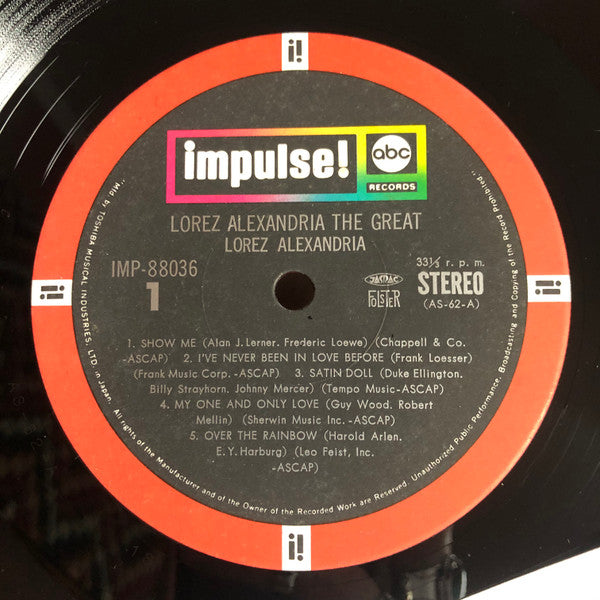 i!
impulse!
abc
RECORDS
LOREZ ALEXANDRIA THE GREAT
LOREZ ALEXANDRIA
IMP-88036
1
JASRAC
POLSTER
33⅓ r. p. m.
STEREO
(AS-62-A)
i!
i!
1. SHOW ME (Alan J. Lerner. Frederic Loewe) (Chappell & Co.
-ASCAP) 2. I'VE NEVER BEEN IN LOVE BEFORE (Frank Loesser)
(Frank Music Corp. -ASCAP) 3. SATIN DOLL (Duke Ellington.
Billy Strayhorn. Johnny Mercer) (Tempo Music-ASCAP)
4. MY ONE AND ONLY LOVE (Guy Wood. Robert
Mellin) (Sherwin Music Inc. -ASCAP)
5. OVER THE RAINBOW (Harold Arlen.
E. Y. Harburg) (Leo Feist, Inc.
-ASCAP)
"Mfd by TOSHIBA MUSICAL INDUSTRIES, LTD. in Japan. All rights of the Manufacturer and of the Owner of the Recorded Work are Reserved. Unauthorized Public Performance, Broadcasting and Copying of the Record Prohibited"
i!